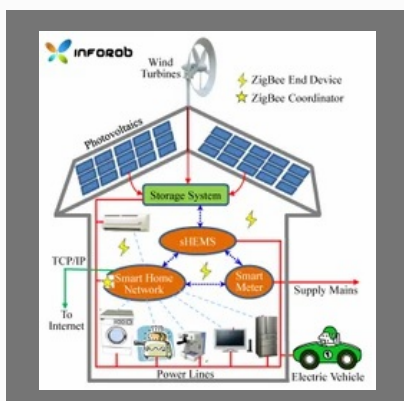 INFOROB
Wind
Turbines
ZigBee End Device
ZigBee Coordinator
Photovoltaics
Storage System
sHEMS
TCP/IP
Smart Home
Network
Smart
Meter
Supply Mains
To
Internet
Power Lines
1
Electric Vehicle